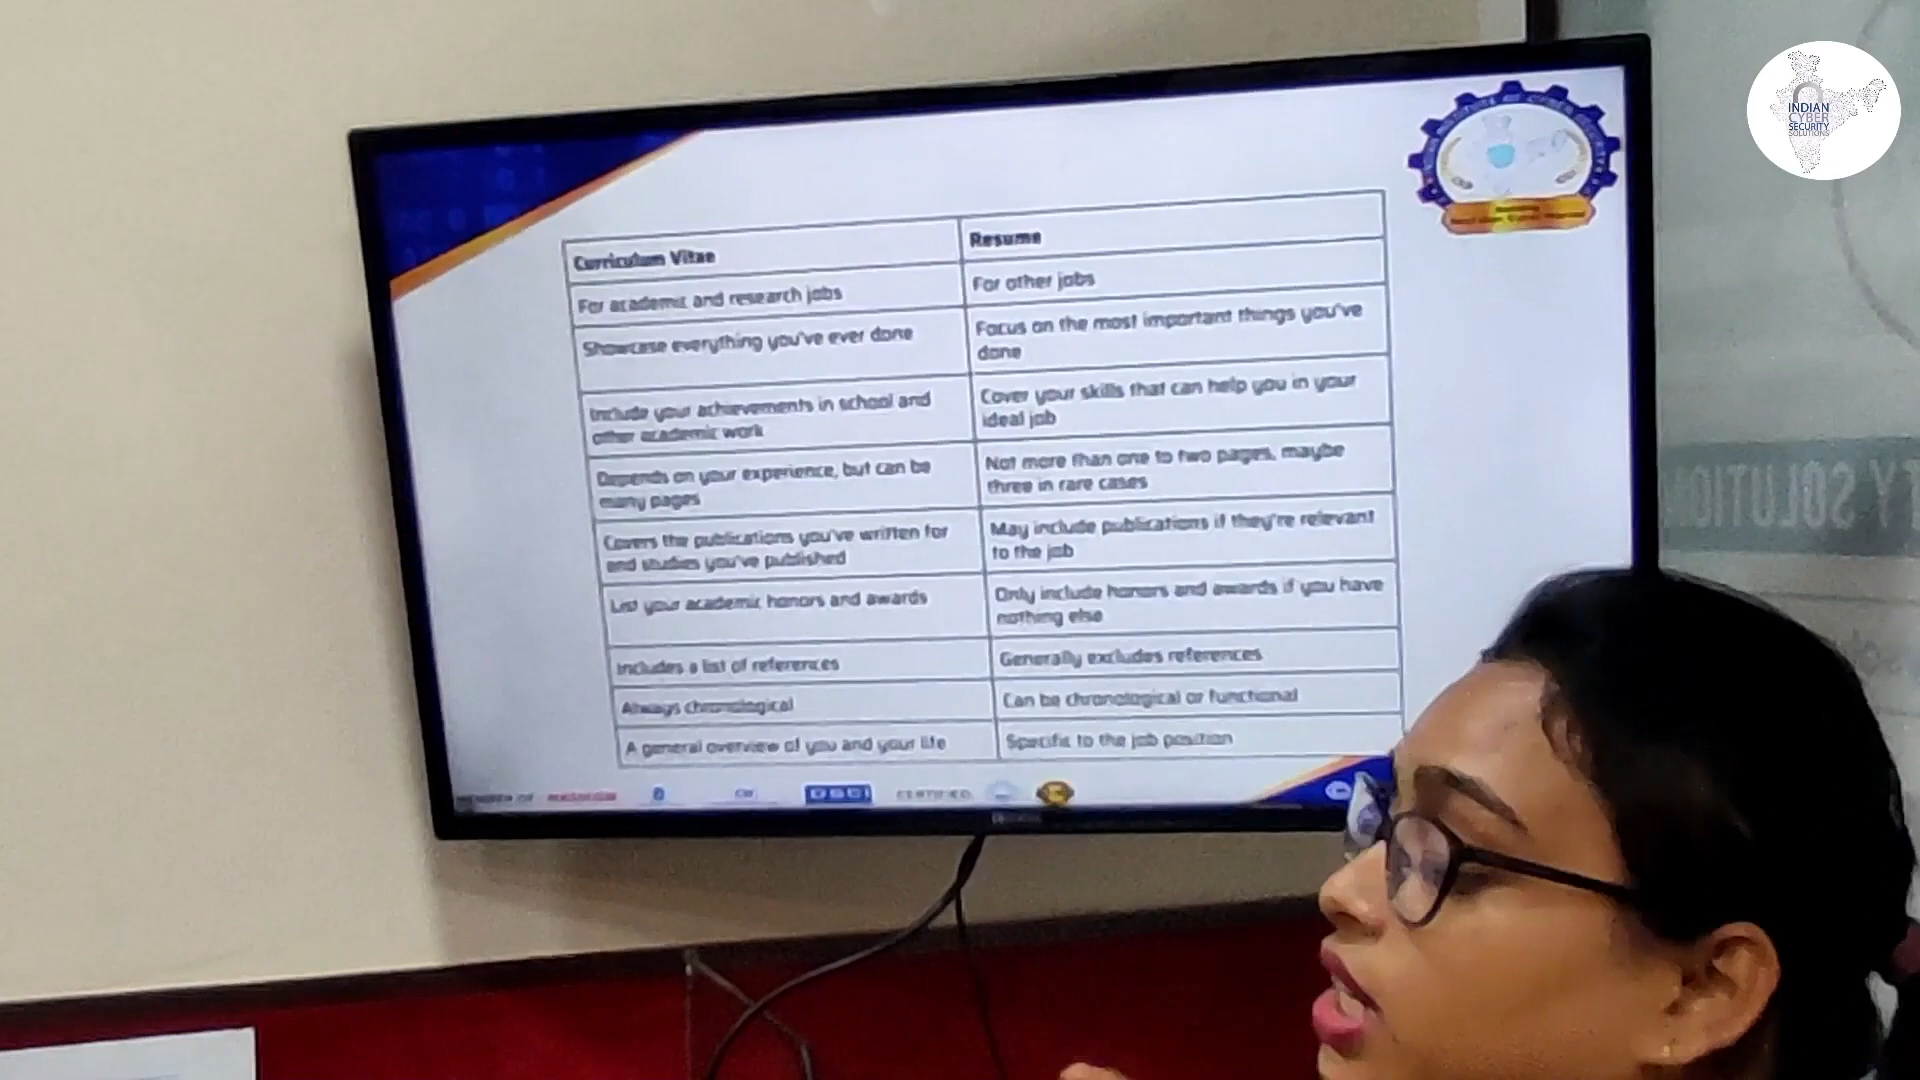 INDIAN
CYBER
SECURITY
SOLUTIONS
Curriculum Vitae
Resume
For academic and research jobs
For other jobs
Showcase everything you've ever done
Focus on the most important things you've
done
Include your achievements in school and
other academic work
Cover your skills that can help you in your
ideal job
Depends on your experience, but can be
many pages
Not more than one to two pages, maybe
three in rare cases
Covers the publications you've written for
and studies you've published
May include publications if they're relevant
to the job
List your academic honors and awards
Only include honors and awards if you have
nothing else
Includes a list of references
Generally excludes references
Always chronological
Can be chronological or functional
A general overview of you and your life
Specific to the job position
MEMBER OF NASSCOM
DSCI CERTIFIED
TY SOLUTIO